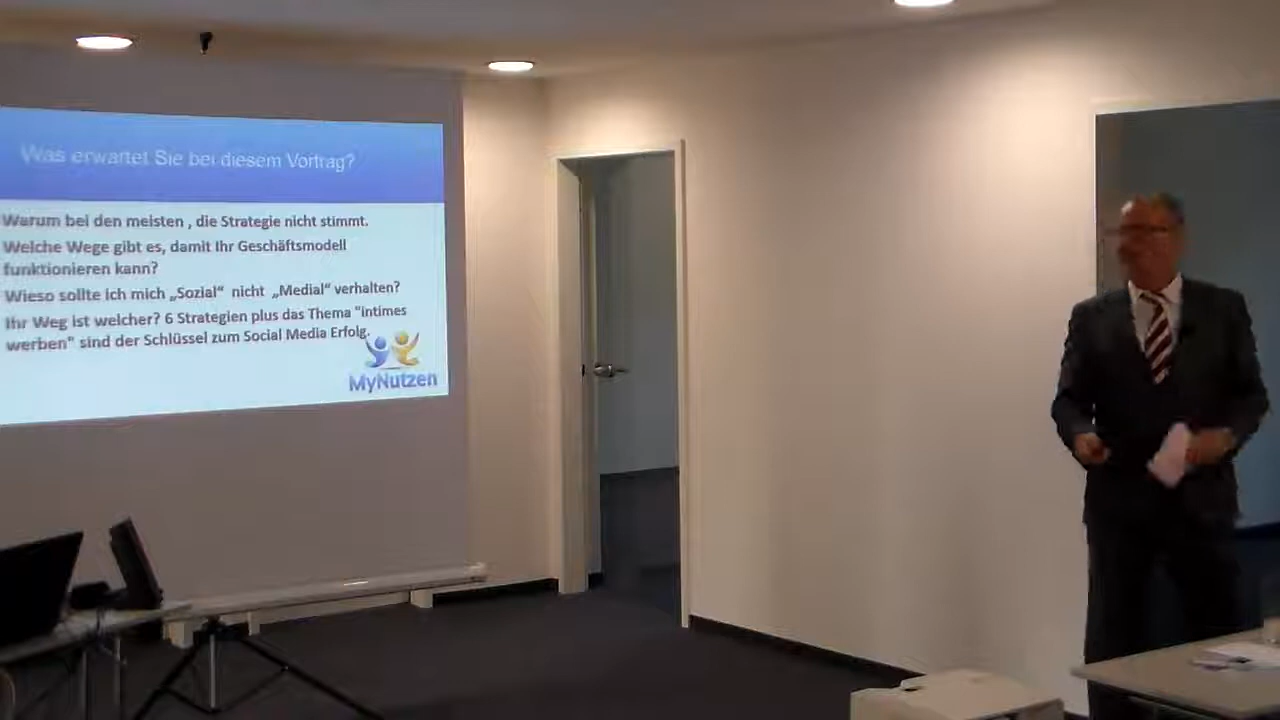 Was erwartet Sie bei diesem Vortrag?
Warum bei den meisten , die Strategie nicht stimmt.
Welche Wege gibt es, damit Ihr Geschäftsmodell
funktionieren kann?
Wieso sollte ich mich „Sozial“ nicht „Medial“ verhalten?
Ihr Weg ist welcher? 6 Strategien plus das Thema "intimes
werben" sind der Schlüssel zum Social Media Erfolg.
MyNutzen